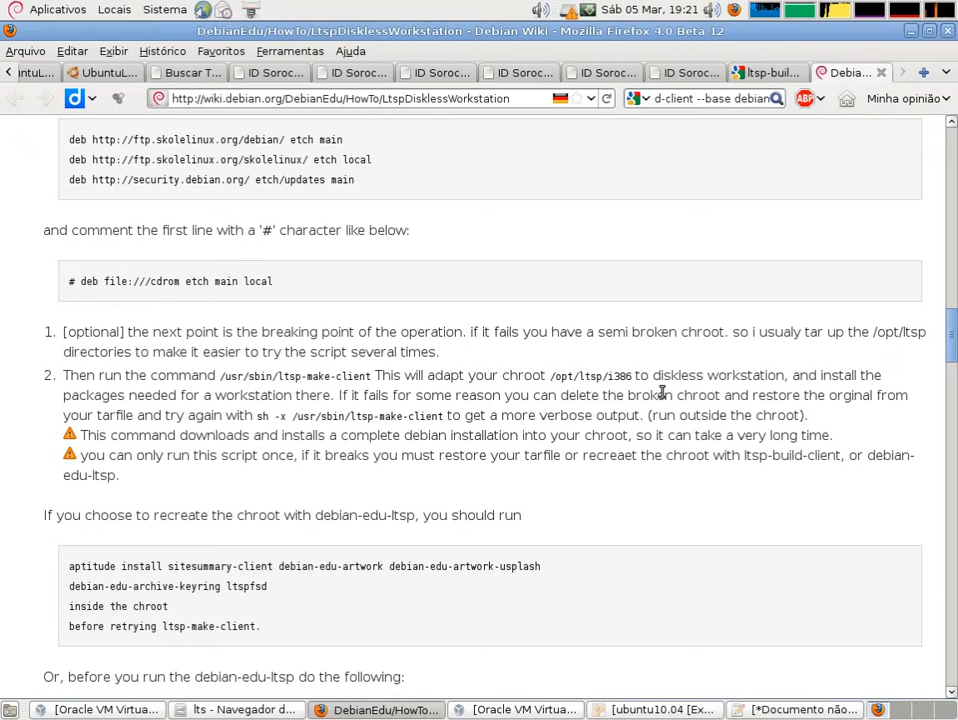 Aplicativos Locais Sistema Sáb 05 Mar, 19:21
DebianEdu/HowTo/LtspDisklessWorkstation - Debian Wiki - Mozilla Firefox 4.0 Beta 12
Arquivo Editar Exibir Histórico Favoritos Ferramentas Ajuda
untuL... UbuntuL... Buscar T... ID Soroc... ID Soroc... ID Soroc... ID Soroc... ID Soroc... ID Soroc... ltsp-buil... Debia...
http://wiki.debian.org/DebianEdu/HowTo/LtspDisklessWorkstation d-client --base debian ABP Minha opinião
deb http://ftp.skolelinux.org/debian/ etch main
deb http://ftp.skolelinux.org/skolelinux/ etch local
deb http://security.debian.org/ etch/updates main
and comment the first line with a '#' character like below:
# deb file:///cdrom etch main local
1. [optional] the next point is the breaking point of the operation. if it fails you have a semi broken chroot. so i usualy tar up the /opt/ltsp
directories to make it easier to try the script several times.
2. Then run the command /usr/sbin/ltsp-make-client This will adapt your chroot /opt/ltsp/i386 to diskless workstation, and install the
packages needed for a workstation there. If it fails for some reason you can delete the broken chroot and restore the orginal from
your tarfile and try again with sh -x /usr/sbin/ltsp-make-client to get a more verbose output. (run outside the chroot).
This command downloads and installs a complete debian installation into your chroot, so it can take a very long time.
you can only run this script once, if it breaks you must restore your tarfile or recreaet the chroot with ltsp-build-client, or debian-
edu-ltsp.
If you choose to recreate the chroot with debian-edu-ltsp, you should run
aptitude install sitesummary-client debian-edu-artwork debian-edu-artwork-usplash
debian-edu-archive-keyring ltspfsd
inside the chroot
before retrying ltsp-make-client.
Or, before you run the debian-edu-ltsp do the following:
[Oracle VM Virtua... lts - Navegador d... DebianEdu/HowTo... [Oracle VM Virtua... [ubuntu10.04 [Ex... [*Documento não...